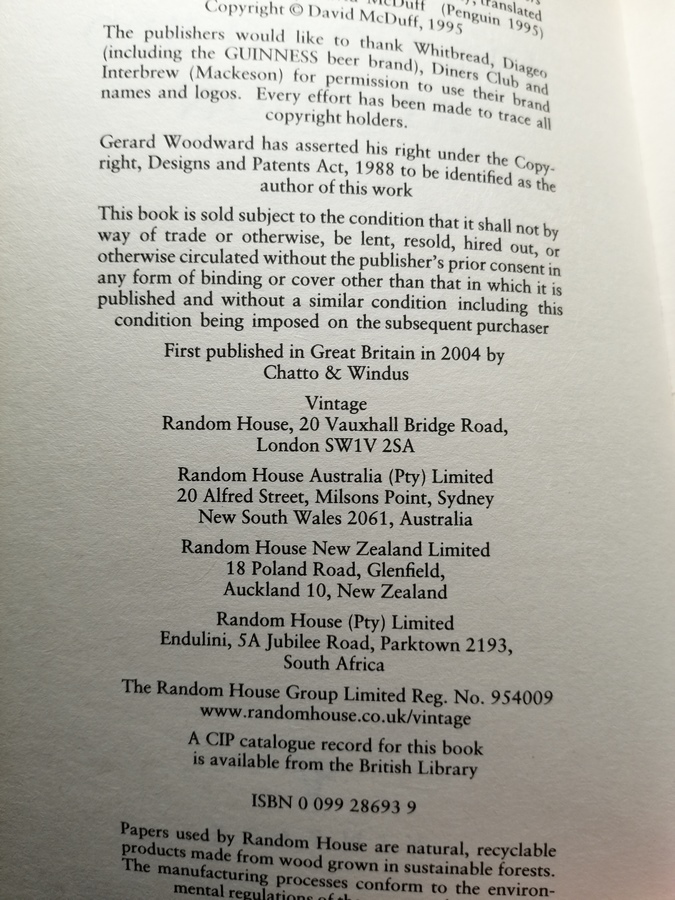 McDuff (Penguin 1995)
translated
Copyright © David McDuff, 1995
The publishers would like to thank Whitbread, Diageo
(including the GUINNESS beer brand), Diners Club and
Interbrew (Mackeson) for permission to use their brand
names and logos. Every effort has been made to trace all
copyright holders.
Gerard Woodward has asserted his right under the Copy-
right, Designs and Patents Act, 1988 to be identified as the
author of this work
This book is sold subject to the condition that it shall not by
way of trade or otherwise, be lent, resold, hired out, or
otherwise circulated without the publisher's prior consent in
any form of binding or cover other than that in which it is
published and without a similar condition including this
condition being imposed on the subsequent purchaser
First published in Great Britain in 2004 by
Chatto & Windus
Vintage
Random House, 20 Vauxhall Bridge Road,
London SW1V 2SA
Random House Australia (Pty) Limited
20 Alfred Street, Milsons Point, Sydney
New South Wales 2061, Australia
Random House New Zealand Limited
18 Poland Road, Glenfield,
Auckland 10, New Zealand
Random House (Pty) Limited
Endulini, 5A Jubilee Road, Parktown 2193,
South Africa
The Random House Group Limited Reg. No. 954009
www.randomhouse.co.uk/vintage
A CIP catalogue record for this book
is available from the British Library
ISBN 0 099 28693 9
Papers used by Random House are natural, recyclable
products made from wood grown in sustainable forests.
The manufacturing processes conform to the environ-
mental regulations of the